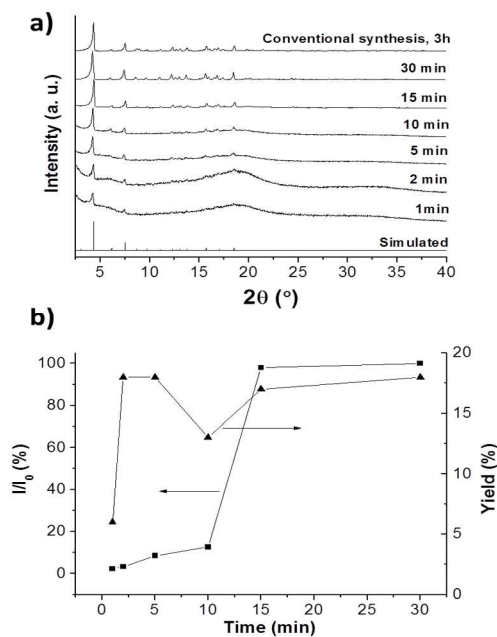 a)
Conventional synthesis, 3h
30 min
15 min
10 min
5 min
2 min
1min
Simulated
Intensity (a. u.)
5 10 15 20 25 30 35 40
2θ (°)
b)
100
80
60
40
20
0
I/I₀ (%)
20
15
10
5
0
Yield (%)
0 5 10 15 20 25 30
Time (min)